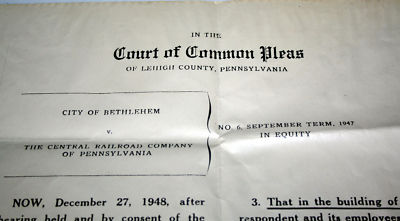 IN THE
Court of Common Pleas
OF LEHIGH COUNTY, PENNSYLVANIA
CITY OF BETHLEHEM
v.
THE CENTRAL RAILROAD COMPANY
OF PENNSYLVANIA
NO. 6, SEPTEMBER TERM, 1947
IN EQUITY
NOW, December 27, 1948, after
hearing held and by consent of the
3. That in the building of
respondent and its employees